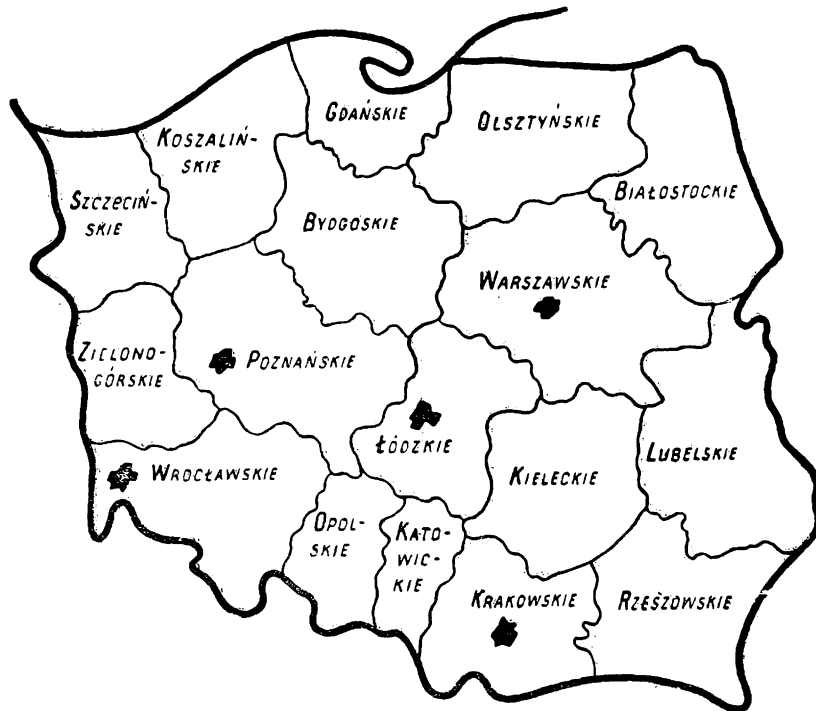 GDAŃSKIE
OLSZTYŃSKIE
KOSZALIŃ-
SKIE
SZCZECIŃ-
SKIE
BIAŁOSTOCKIE
BYDGOSKIE
WARSZAWSKIE
ZIELONO-
GÓRSKIE
POZNAŃSKIE
ŁÓDZKIE
LUBELSKIE
WROCŁAWSKIE
KIELECKIE
OPOL-
SKIE
KATO-
WIC-
KIE
KRAKOWSKIE
RZESZOWSKIE